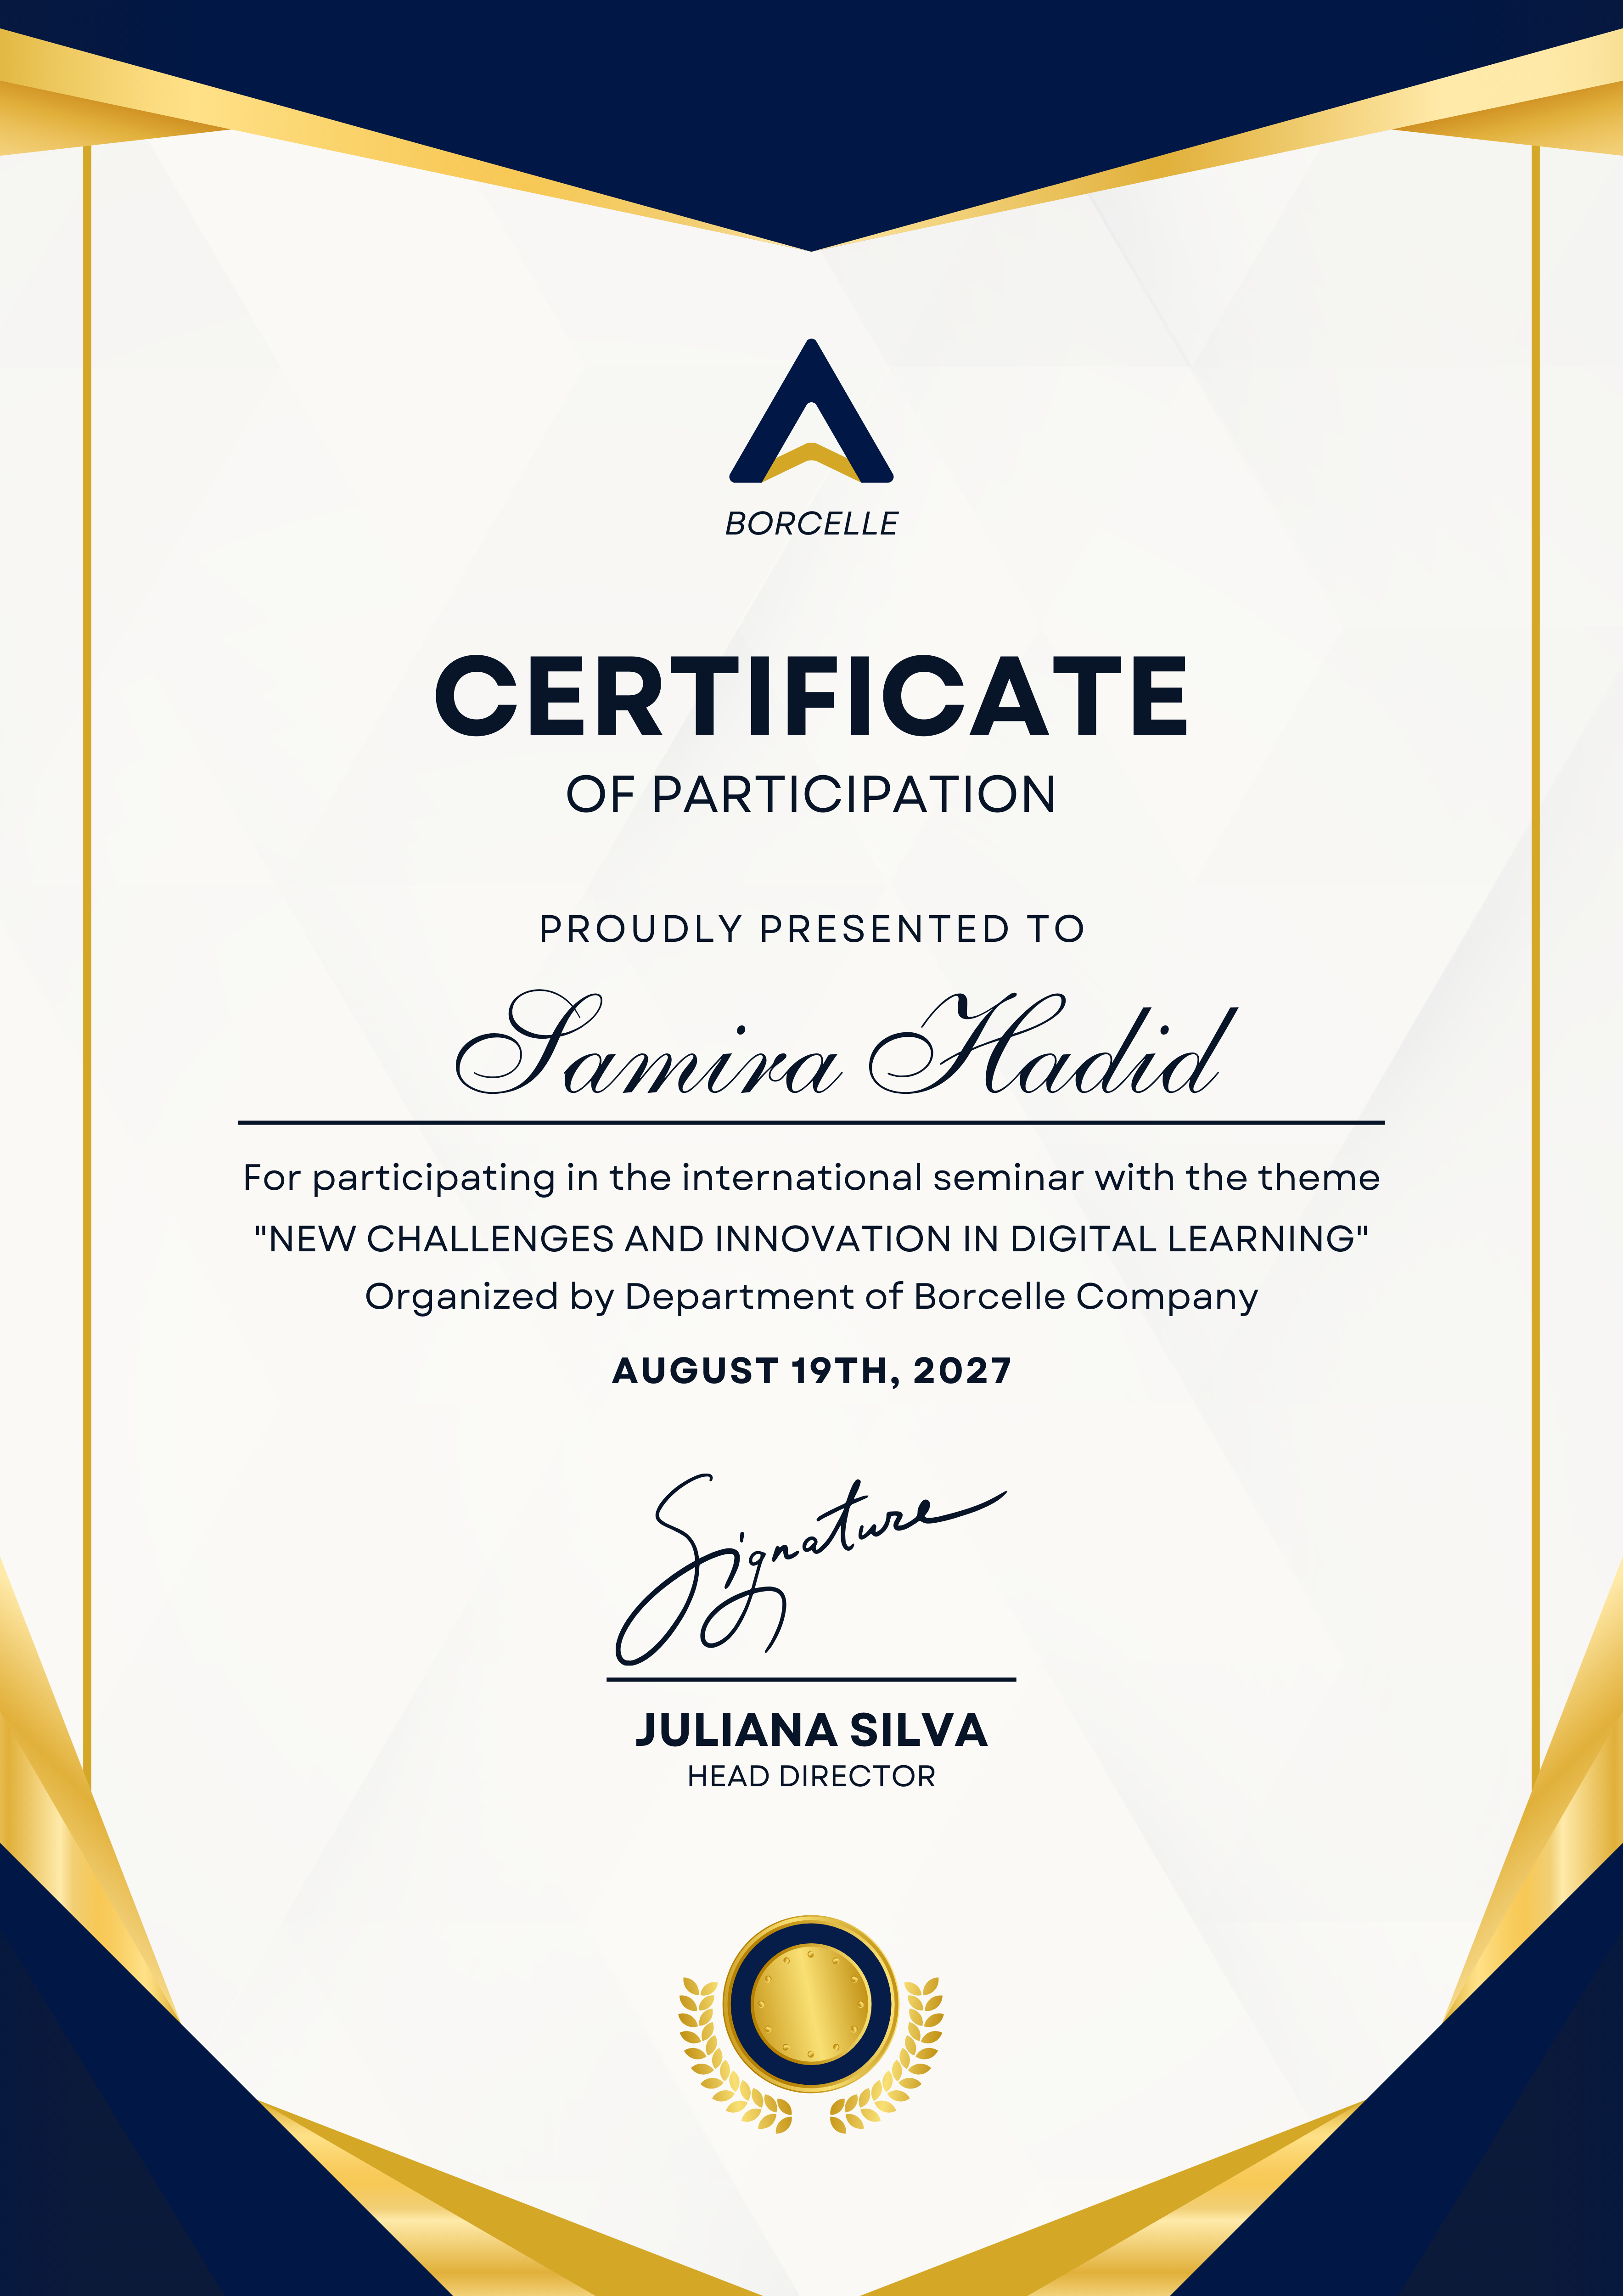 BORCELLE
CERTIFICATE
OF PARTICIPATION
PROUDLY PRESENTED TO
Samira Hadid
For participating in the international seminar with the theme
"NEW CHALLENGES AND INNOVATION IN DIGITAL LEARNING"
Organized by Department of Borcelle Company
AUGUST 19TH, 2027
Signature
JULIANA SILVA
HEAD DIRECTOR